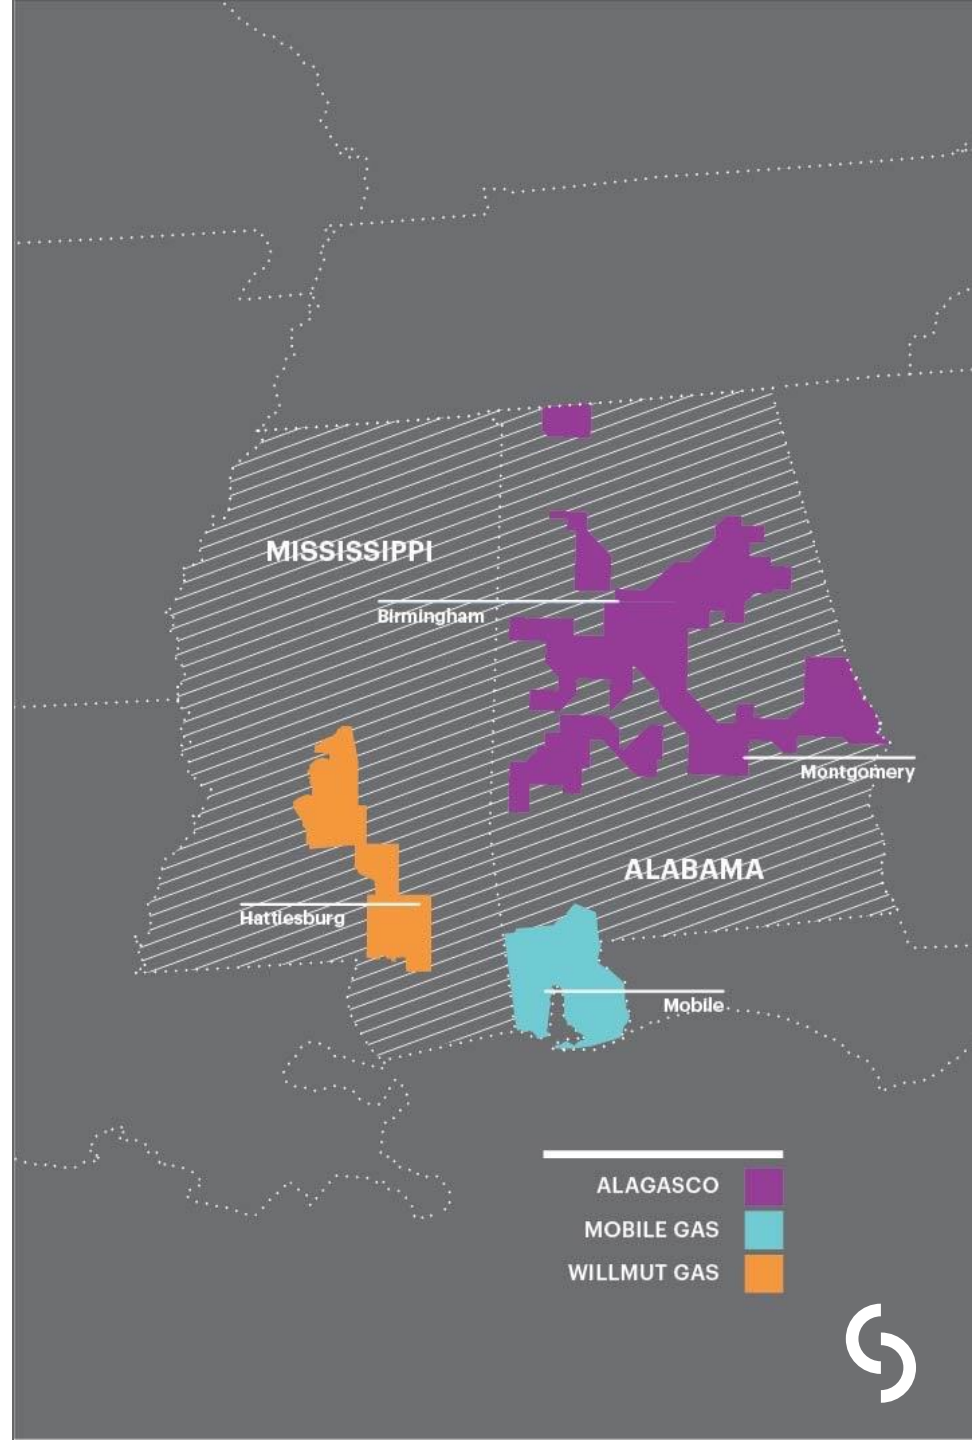 MISSISSIPPI
Birmingham
Montgomery
ALABAMA
Hattiesburg
Mobile
ALAGASCO
MOBILE GAS
WILLMUT GAS